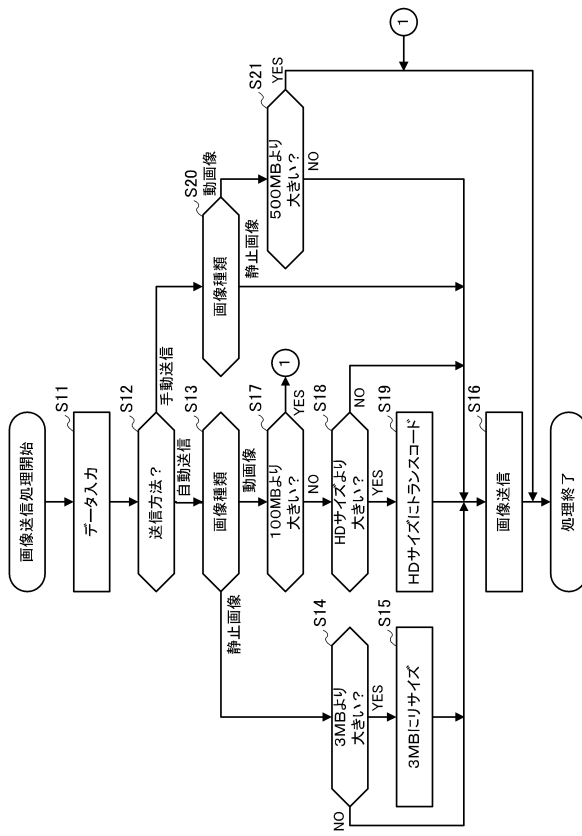 画像送信処理開始
S11
データ入力
S12
送信方法？
手動送信
自動送信
S13
画像種類
静止画像
動画像
S14
3MBより
大きい？
NO
YES
S15
3MBにリサイズ
S17
100MBより
大きい？
YES
1
NO
S18
HDサイズより
大きい？
NO
YES
S19
HDサイズにトランスコード
S20
画像種類
動画像
静止画像
S21
500MBより
大きい？
YES
NO
1
S16
画像送信
処理終了